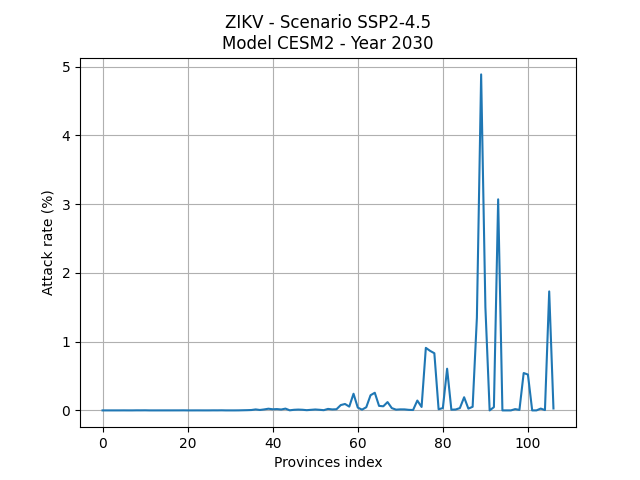 ZIKV - Scenario SSP2-4.5
Model CESM2 - Year 2030
5
4
3
2
1
0
Attack rate (%)
0 20 40 60 80 100
Provinces index